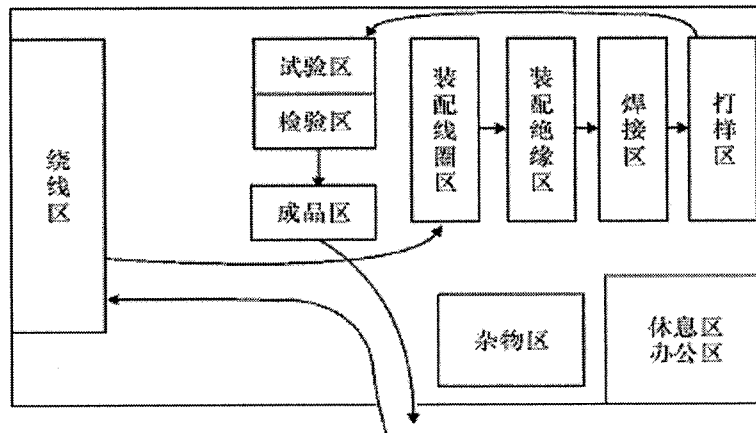 绕线区
试验区
检验区
成品区
装配线圈区
装配绝缘区
焊接区
打样区
杂物区
休息区
办公区